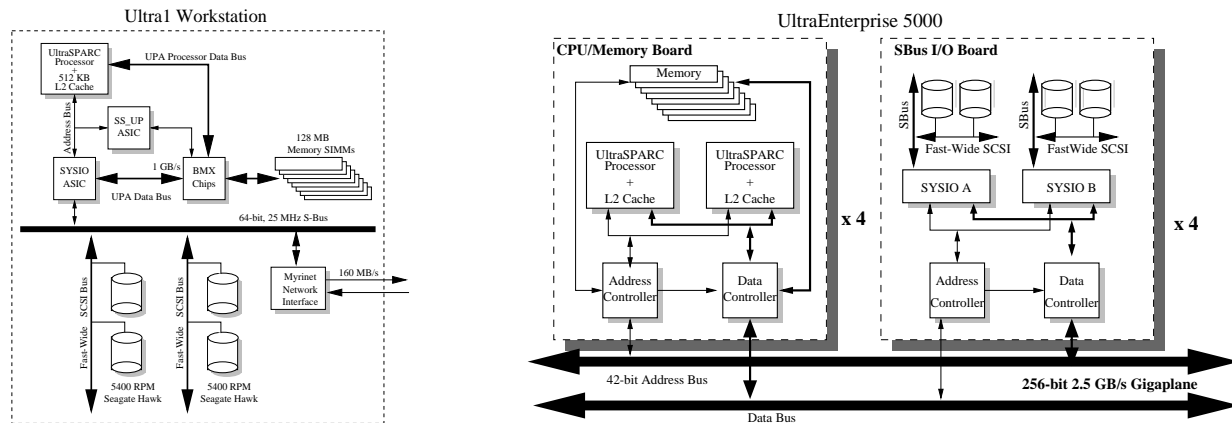 Ultra1 Workstation
UltraSPARC
Processor
+
512 KB
L2 Cache
UPA Processor Data Bus
Address Bus
SS_UP
ASIC
SYSIO
ASIC
1 GB/s
BMX
Chips
128 MB
Memory SIMMs
UPA Data Bus
64-bit, 25 MHz S-Bus
SCSI Bus
Fast-Wide
SCSI Bus
Fast-Wide
Myrinet
Network
Interface
160 MB/s
5400 RPM
Seagate Hawk
5400 RPM
Seagate Hawk
UltraEnterprise 5000
CPU/Memory Board
Memory
UltraSPARC
Processor
+
L2 Cache
UltraSPARC
Processor
+
L2 Cache
x 4
Address
Controller
Data
Controller
SBus I/O Board
SBus
SBus
Fast-Wide SCSI
FastWide SCSI
SYSIO A
SYSIO B
x 4
Address
Controller
Data
Controller
42-bit Address Bus
256-bit 2.5 GB/s Gigaplane
Data Bus